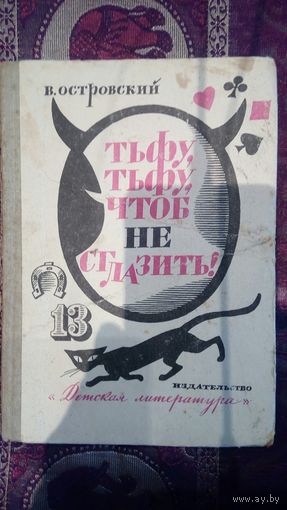 В. ОСТРОВСКИЙ
ТЬФУ,
ТЬФУ,
ЧТОБ
НЕ
СГЛАЗИТЬ!
13
ИЗДАТЕЛЬСТВО
«Детская литература»
www.ay.by